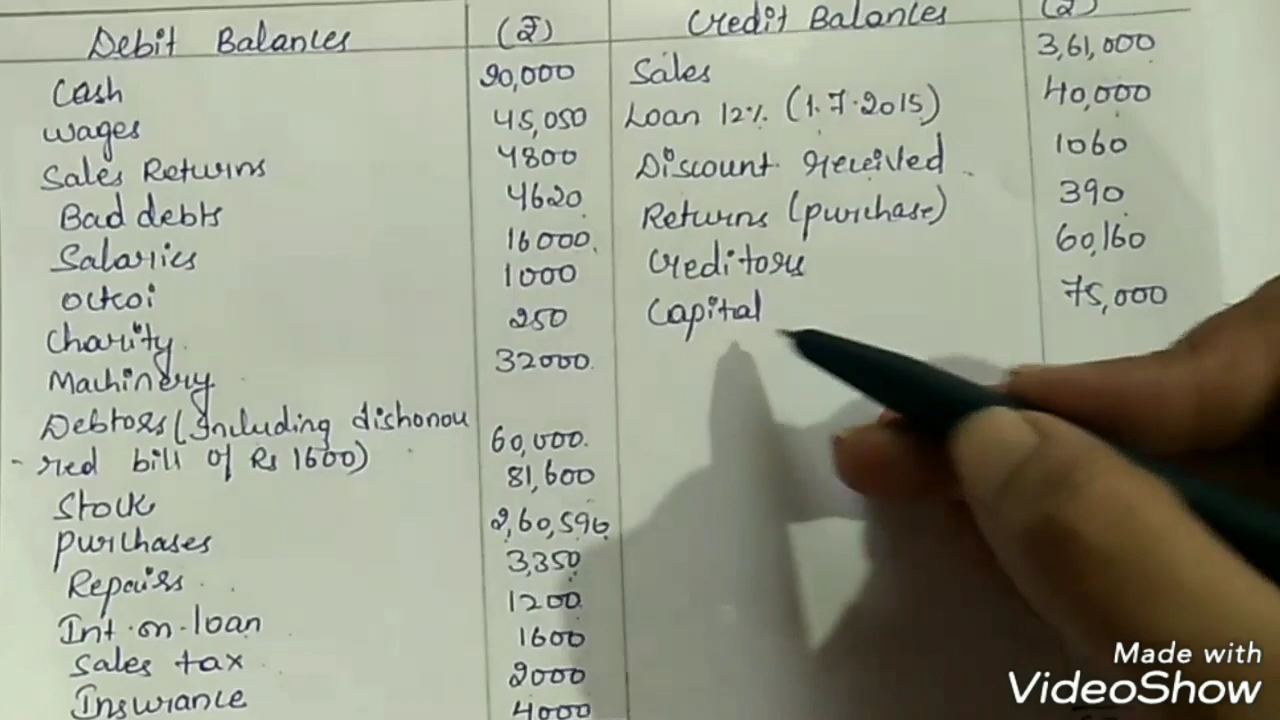 Debit Balances (₹) Credit Balances (₹)
Cash 20,000 Sales 3,61,000
Wages 45,050 Loan 12% (1.7.2015) 40,000
Sales Returns 4800 Discount received 1060
Bad debts 4620 Returns (purchase) 390
Salaries 16000. Creditors 60,160
Octroi 1000 Capital 75,000
Charity. 250
Machinery 32000.
Debtors (Including dishonou
-red bill of Rs 1600) 60,000.
Stock 81,600
Purchases 2,60,590
Repairs. 3,350
Int. on. loan 1200
Sales tax 1600
Insurance 2000
4000
Made with
VideoShow